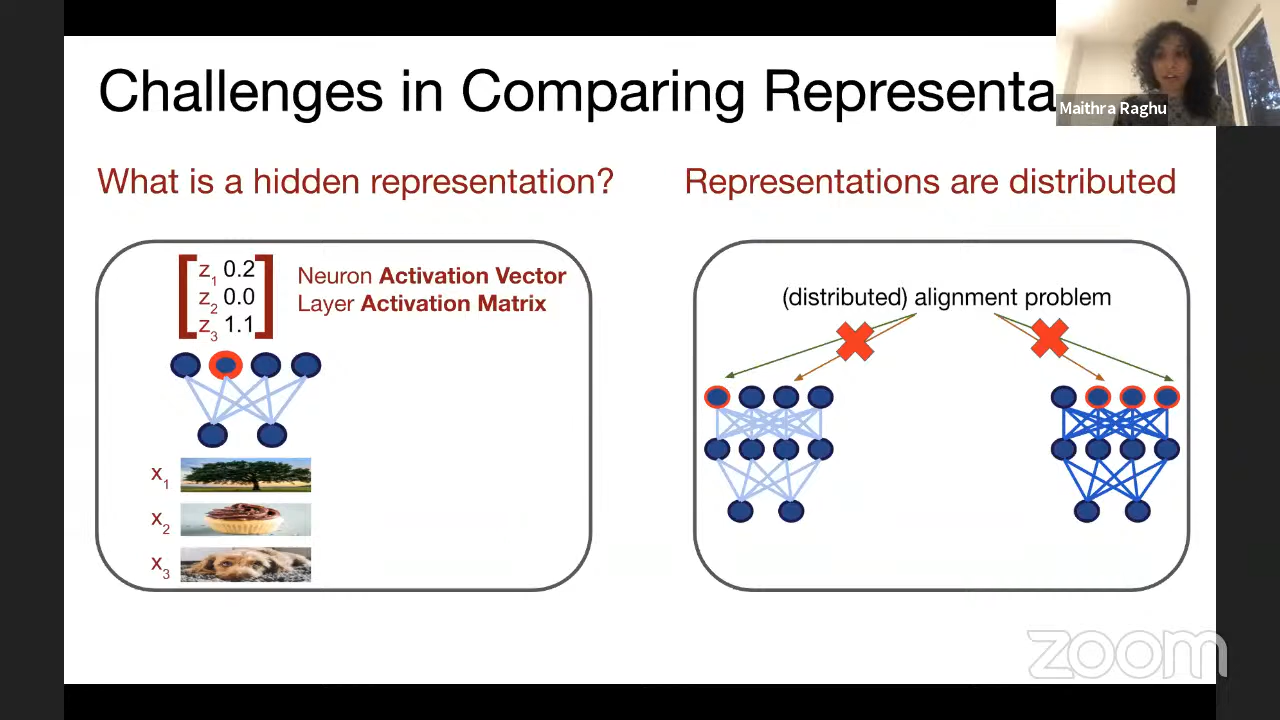 Challenges in Comparing Representa
Maithra Raghu
What is a hidden representation?
z1 0.2
z2 0.0
z3 1.1
Neuron Activation Vector
Layer Activation Matrix
x1
x2
x3
Representations are distributed
(distributed) alignment problem
zoom